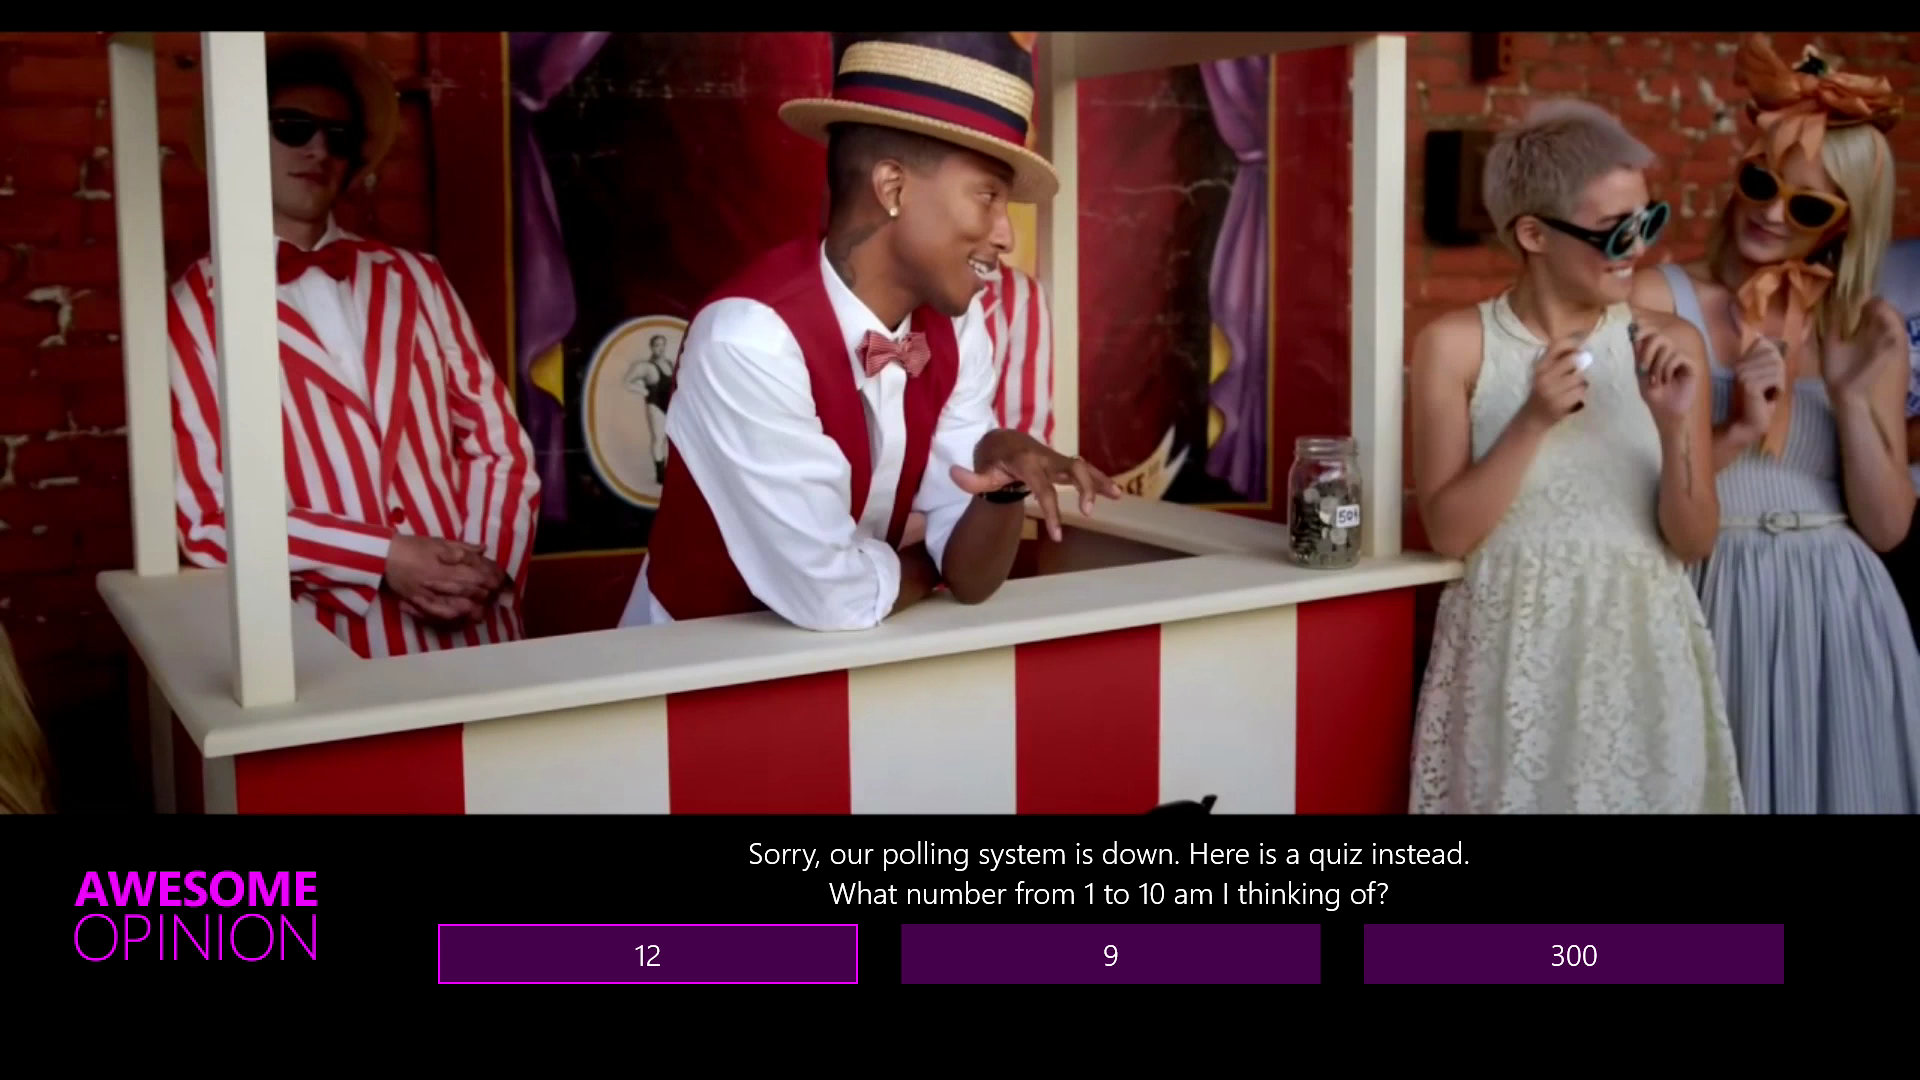 50¢
AWESOME
OPINION
Sorry, our polling system is down. Here is a quiz instead.
What number from 1 to 10 am I thinking of?
12
9
300